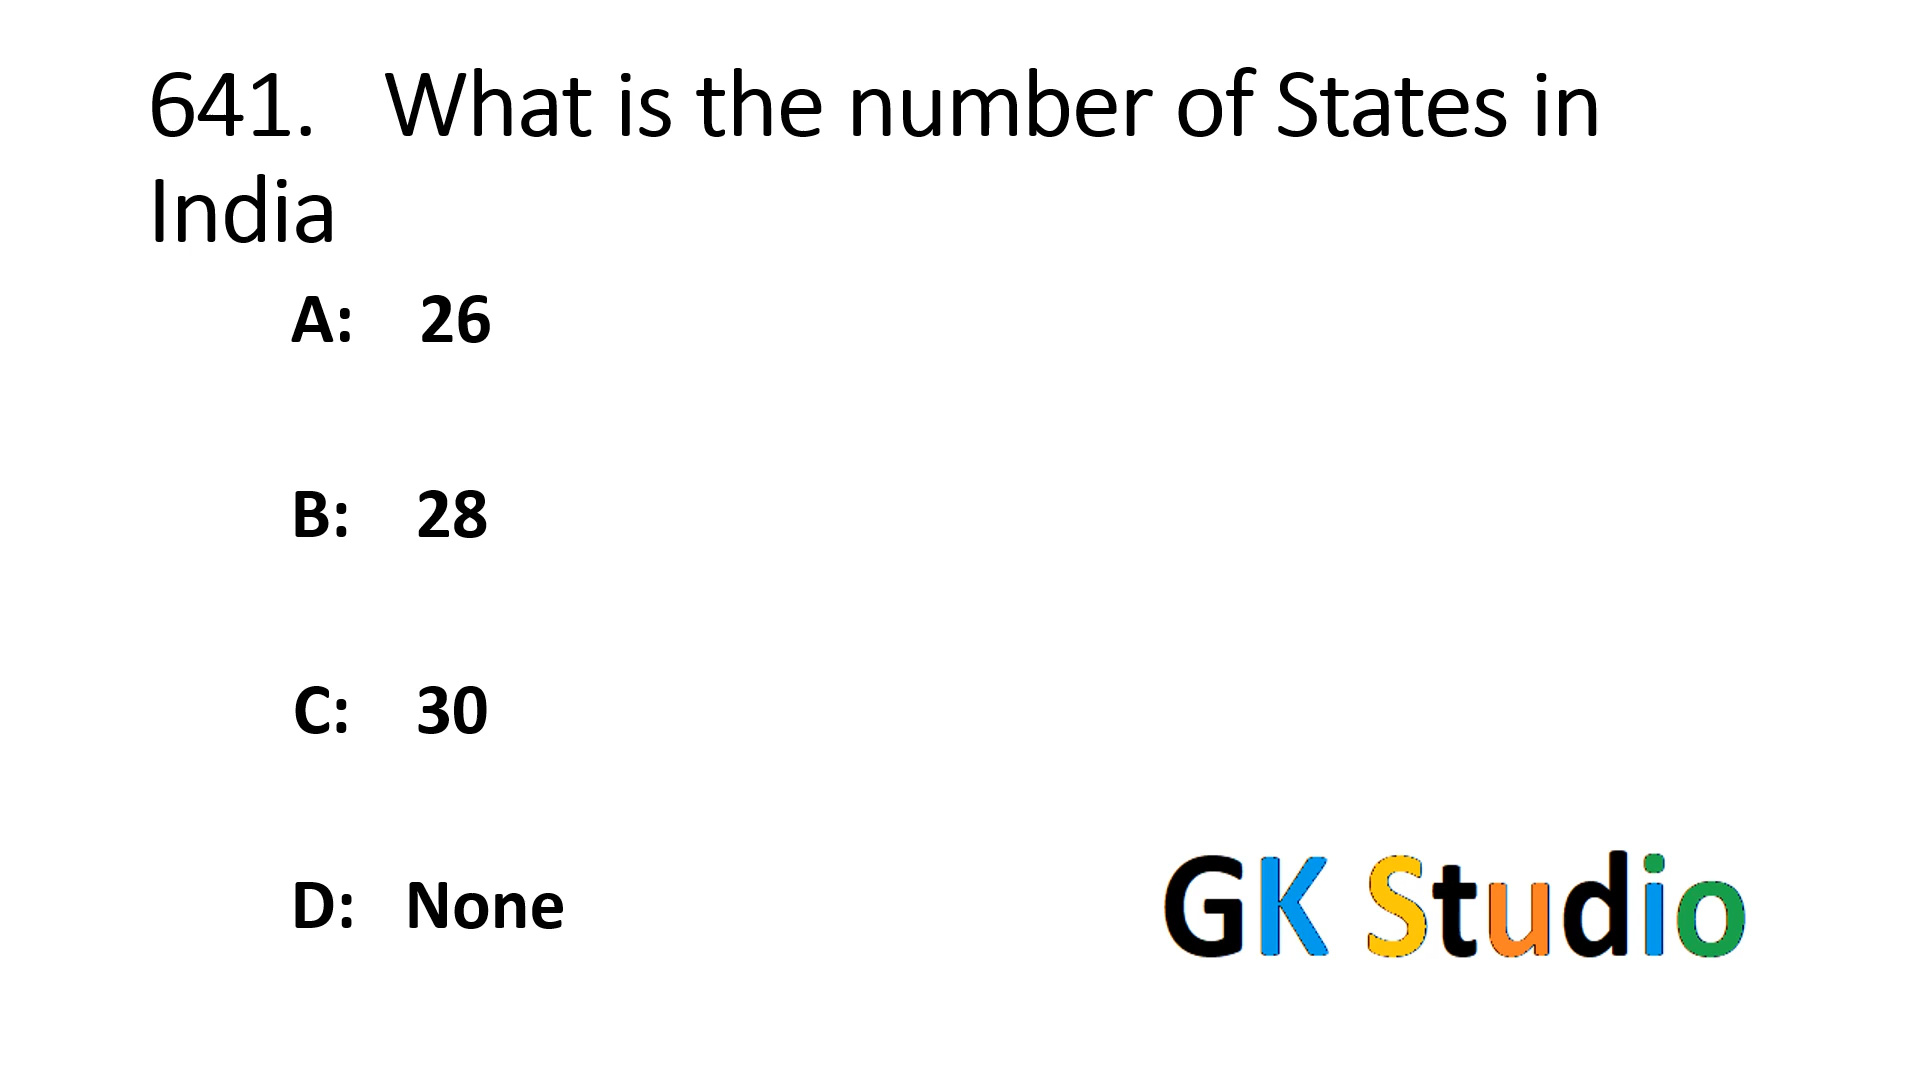 641. What is the number of States in
India
A: 26
B: 28
C: 30
D: None
GK Studio